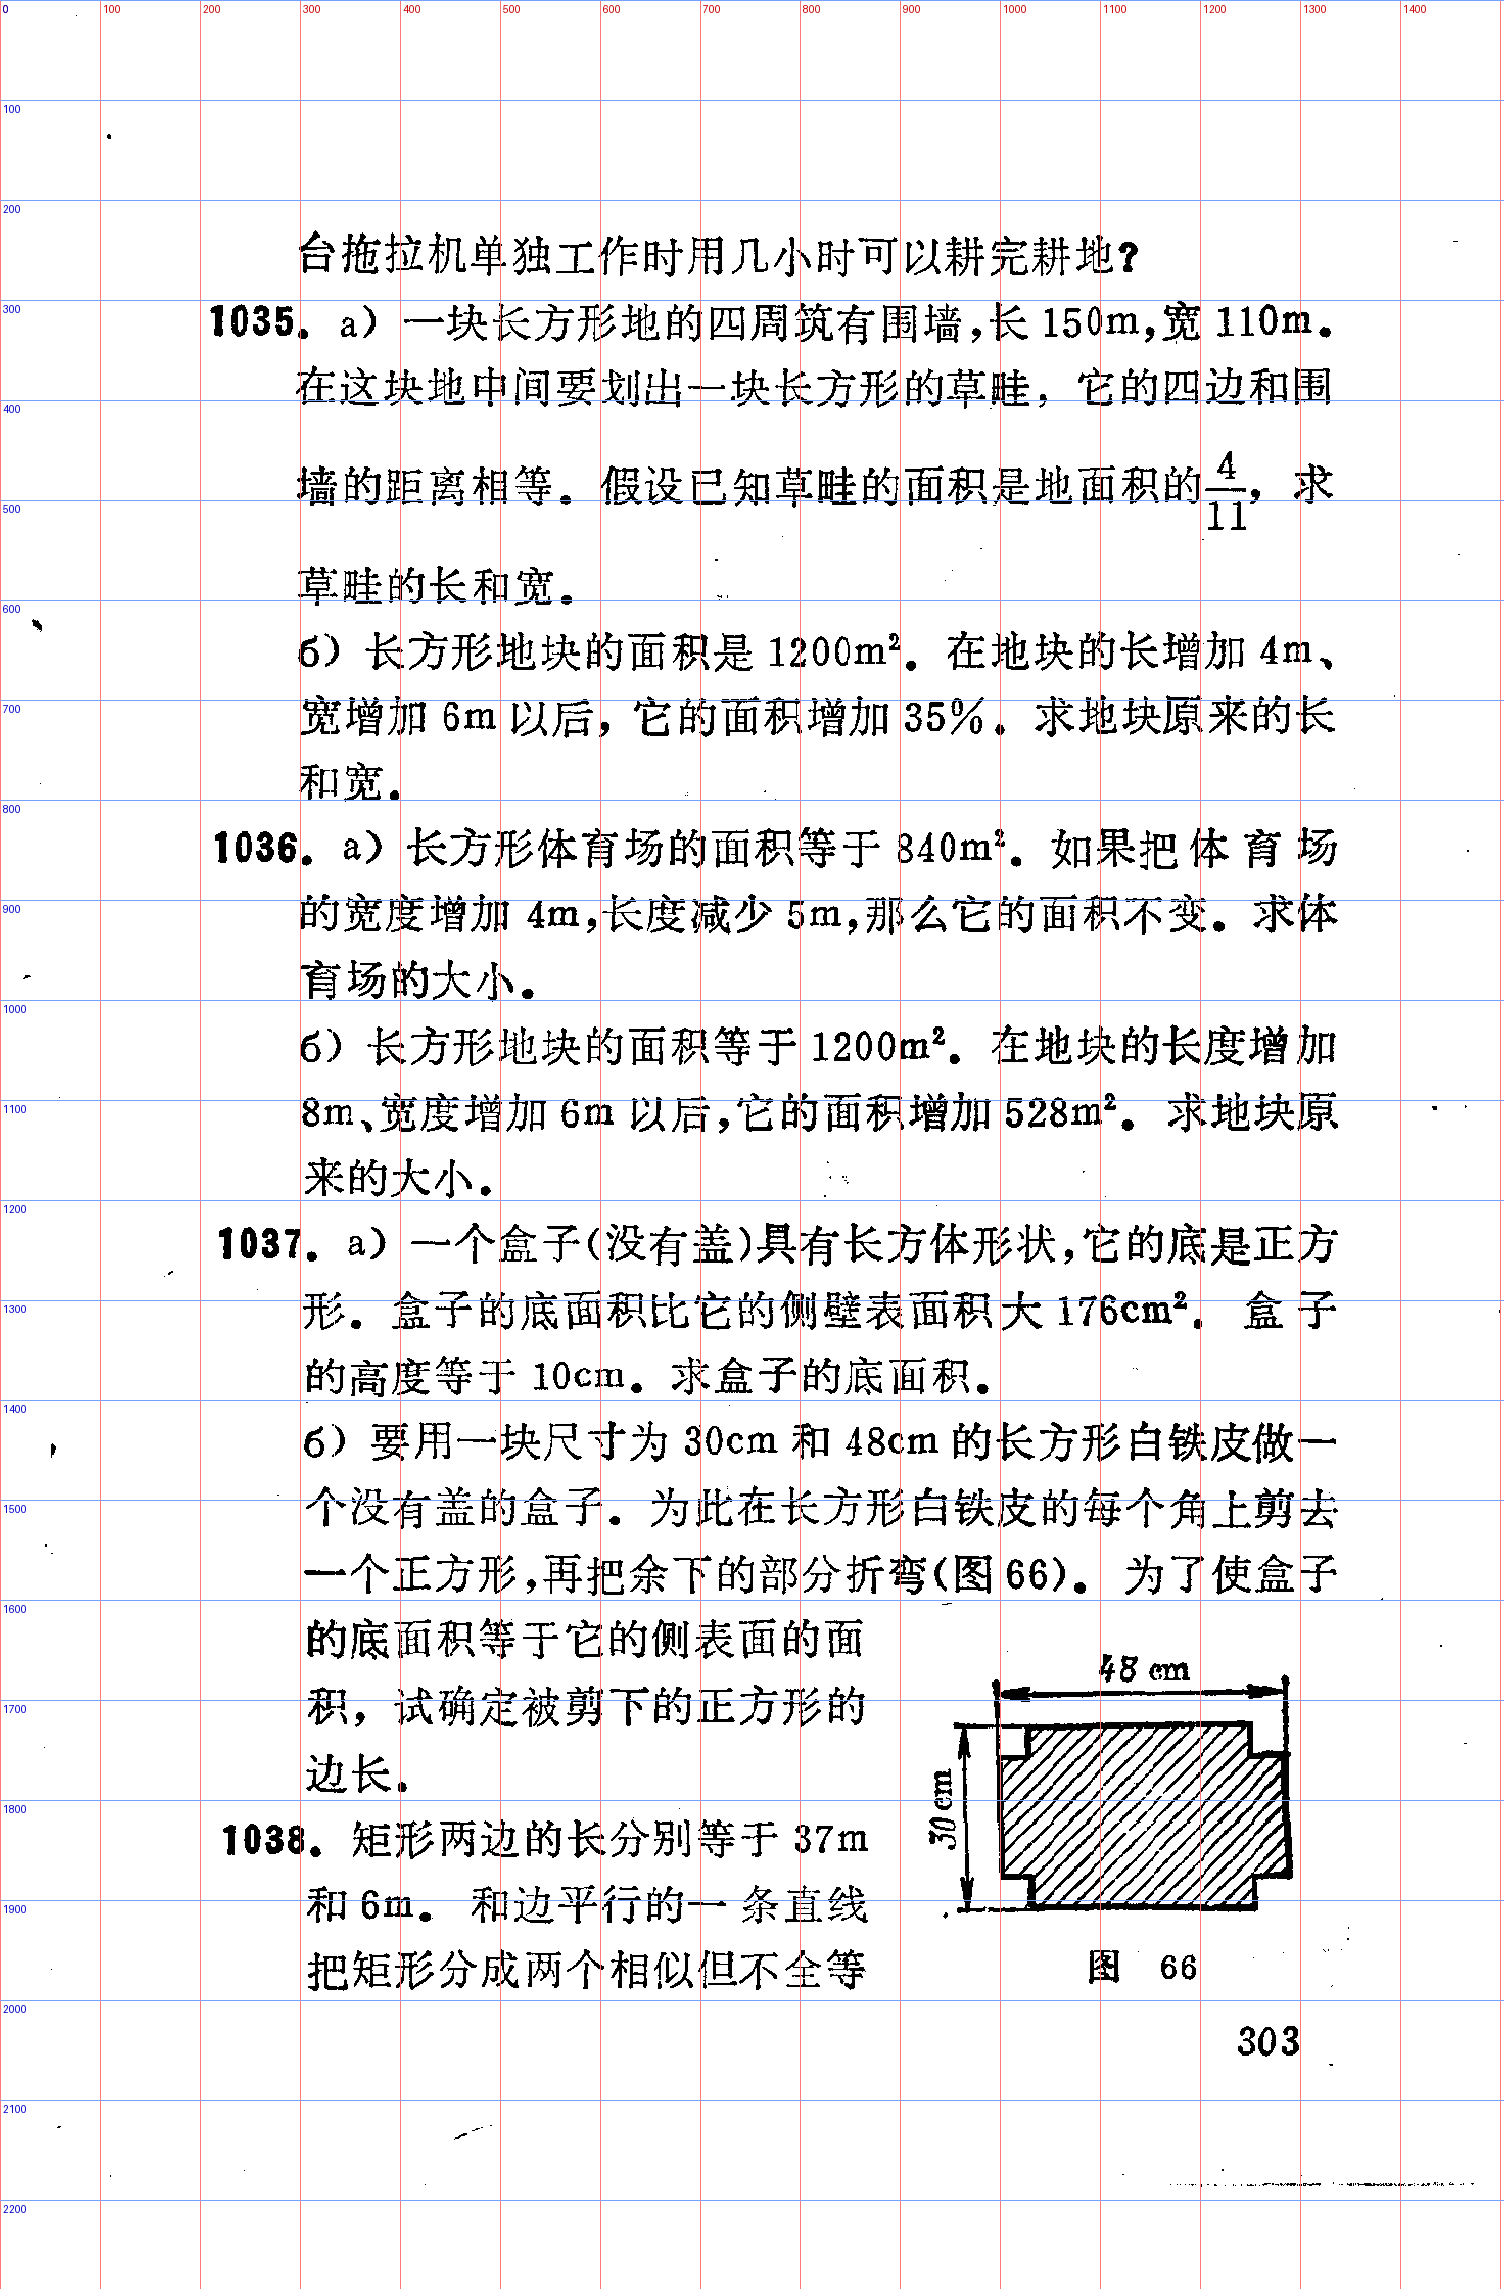 台拖拉机单独工作时用几小时可以耕完耕地?
1035. a) 一块长方形地的四周筑有围墙,长 150m,宽 110m.
在这块地中间要划出一块长方形的草畦, 它的四边和围
墙的距离相等. 假设已知草畦的面积是地面积的4/11, 求
草畦的长和宽.
б) 长方形地块的面积是 1200m². 在地块的长增加 4m、
宽增加 6m 以后, 它的面积增加 35%. 求地块原来的长
和宽.
1036. a) 长方形体育场的面积等于 840m². 如果把体育场
的宽度增加 4m,长度减少 5m,那么它的面积不变. 求体
育场的大小.
б) 长方形地块的面积等于 1200m². 在地块的长度增加
8m、宽度增加 6m 以后,它的面积增加 528m². 求地块原
来的大小.
1037. a) 一个盒子(没有盖)具有长方体形状,它的底是正方
形. 盒子的底面积比它的侧壁表面积大 176cm². 盒子
的高度等于 10cm. 求盒子的底面积.
б) 要用一块尺寸为 30cm 和 48cm 的长方形白铁皮做一
个没有盖的盒子. 为此在长方形白铁皮的每个角上剪去
一个正方形,再把余下的部分折弯(图 66). 为了使盒子
的底面积等于它的侧表面的面
积, 试确定被剪下的正方形的
边长.
1038. 矩形两边的长分别等于 37m
和 6m. 和边平行的一条直线
把矩形分成两个相似但不全等
48 cm
30 cm
图 66
303